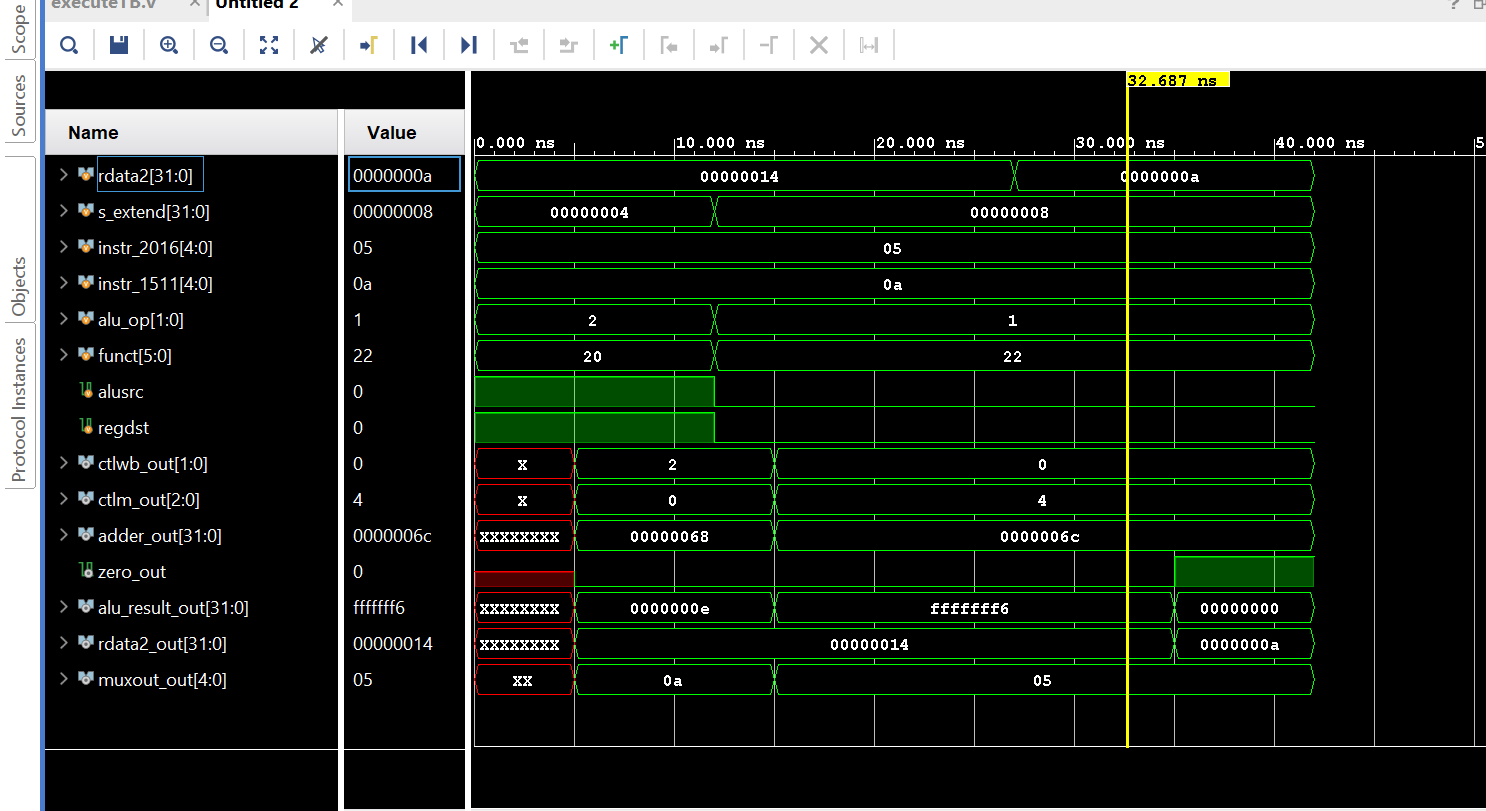 executeTB.v × Untitled 2 × ?
Scope
Sources
Objects
Protocol Instances
32.687 ns
Name Value
0.000 ns 10.000 ns 20.000 ns 30.000 ns 40.000 ns 5
rdata2[31:0] 0000000a 00000014 0000000a
s_extend[31:0] 00000008 00000004 00000008
instr_2016[4:0] 05 05
instr_1511[4:0] 0a 0a
alu_op[1:0] 1 2 1
funct[5:0] 22 20 22
alusrc 0
regdst 0
ctlwb_out[1:0] 0 X 2 0
ctlm_out[2:0] 4 X 0 4
adder_out[31:0] 0000006c XXXXXXXX 00000068 0000006c
zero_out 0
alu_result_out[31:0] fffffff6 XXXXXXXX 0000000e fffffff6 00000000
rdata2_out[31:0] 00000014 XXXXXXXX 00000014 0000000a
muxout_out[4:0] 05 XX 0a 05